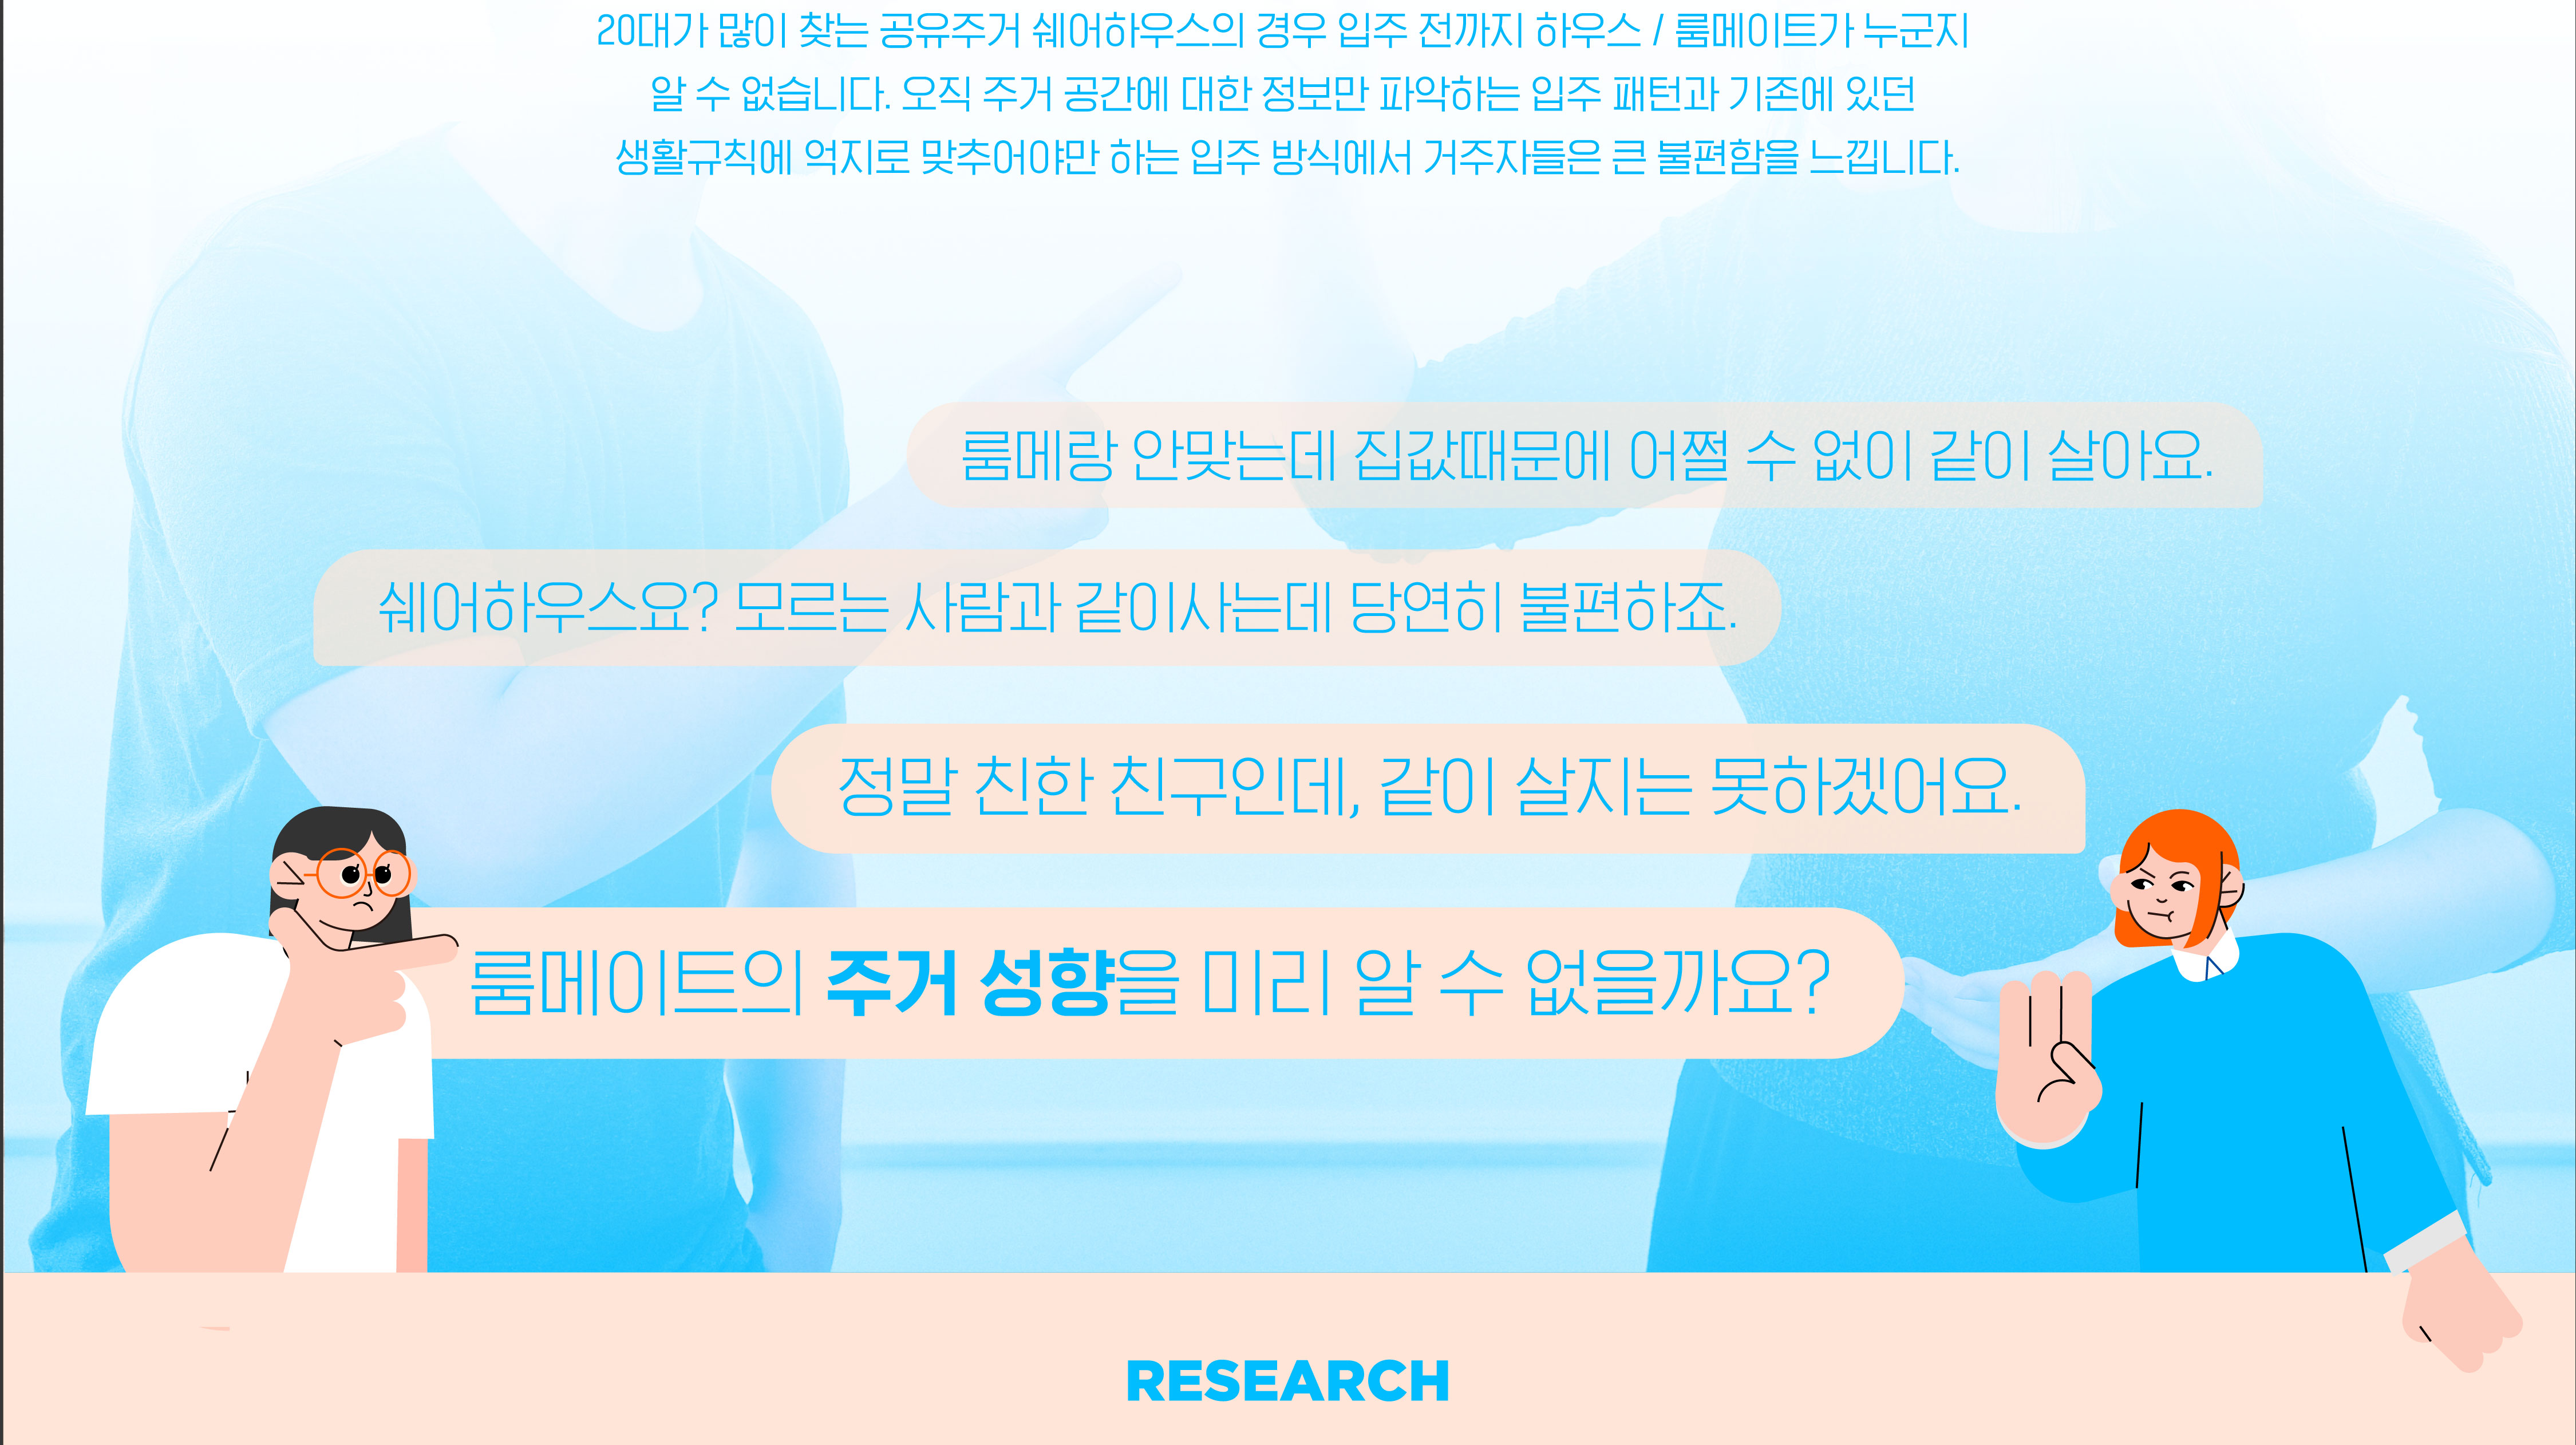 20대가 많이 찾는 공유주거 쉐어하우스의 경우 입주 전까지 하우스 / 룸메이트가 누군지
알 수 없습니다. 오직 주거 공간에 대한 정보만 파악하는 입주 패턴과 기존에 있던
생활규칙에 억지로 맞추어야만 하는 입주 방식에서 거주자들은 큰 불편함을 느낍니다.
룸메랑 안맞는데 집값때문에 어쩔 수 없이 같이 살아요.
쉐어하우스요? 모르는 사람과 같이사는데 당연히 불편하죠.
정말 친한 친구인데, 같이 살지는 못하겠어요.
룸메이트의 주거 성향을 미리 알 수 없을까요?
RESEARCH